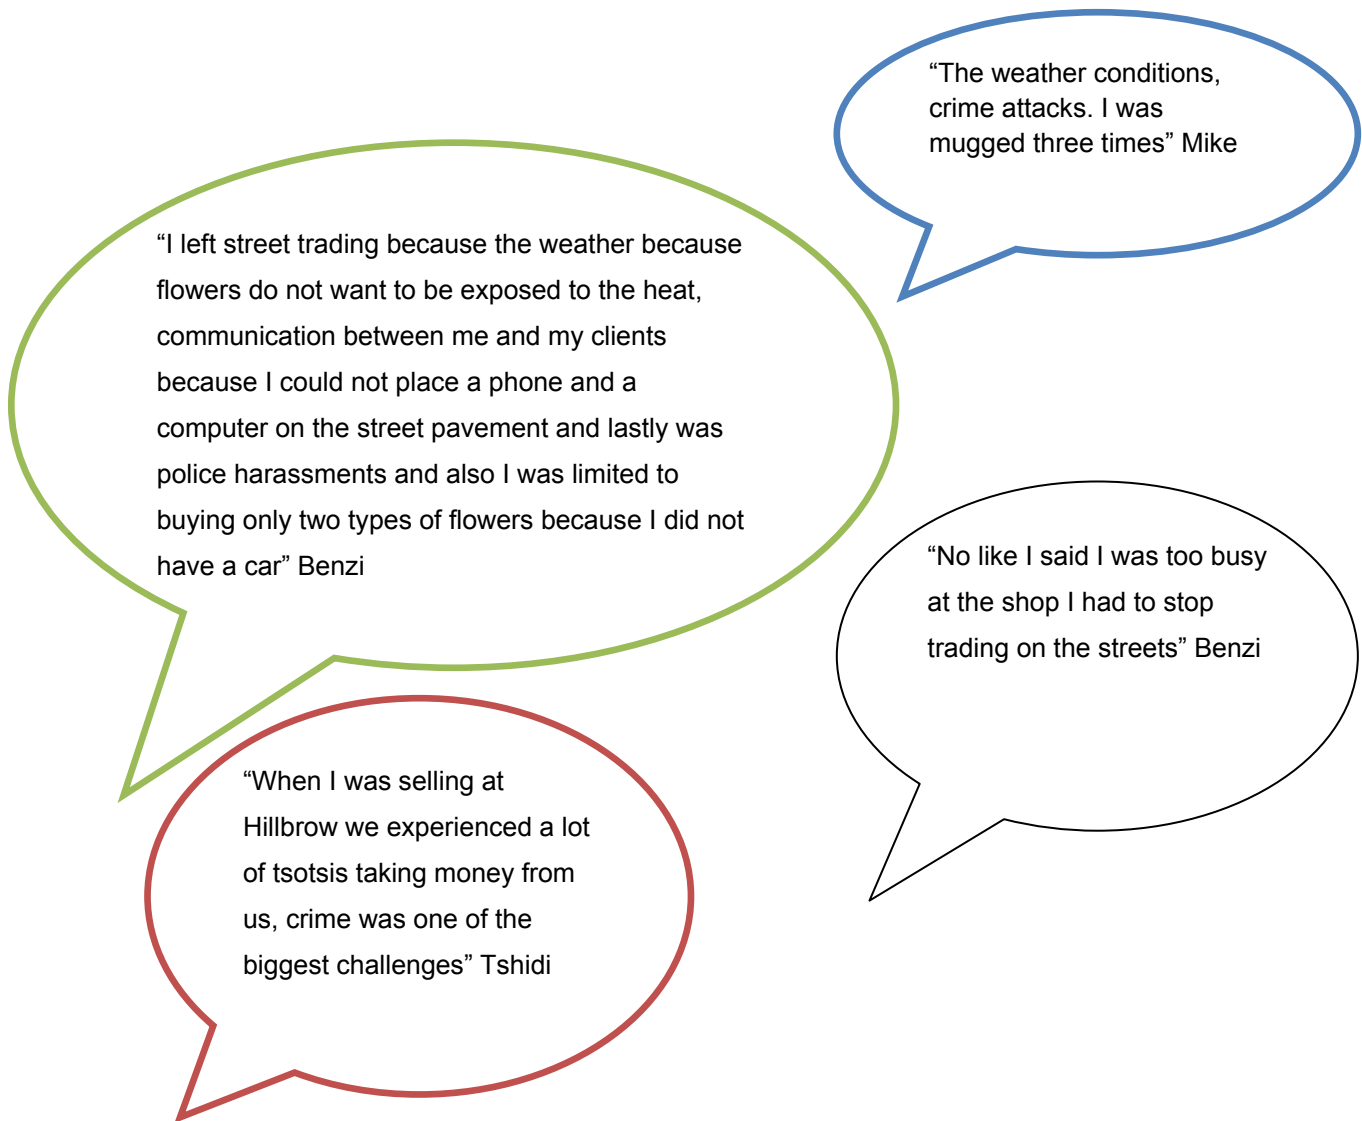 “The weather conditions,
crime attacks. I was
mugged three times” Mike
“I left street trading because the weather because
flowers do not want to be exposed to the heat,
communication between me and my clients
because I could not place a phone and a
computer on the street pavement and lastly was
police harassments and also I was limited to
buying only two types of flowers because I did not
have a car” Benzi
“No like I said I was too busy
at the shop I had to stop
trading on the streets” Benzi
“When I was selling at
Hillbrow we experienced a lot
of tsotsis taking money from
us, crime was one of the
biggest challenges” Tshidi